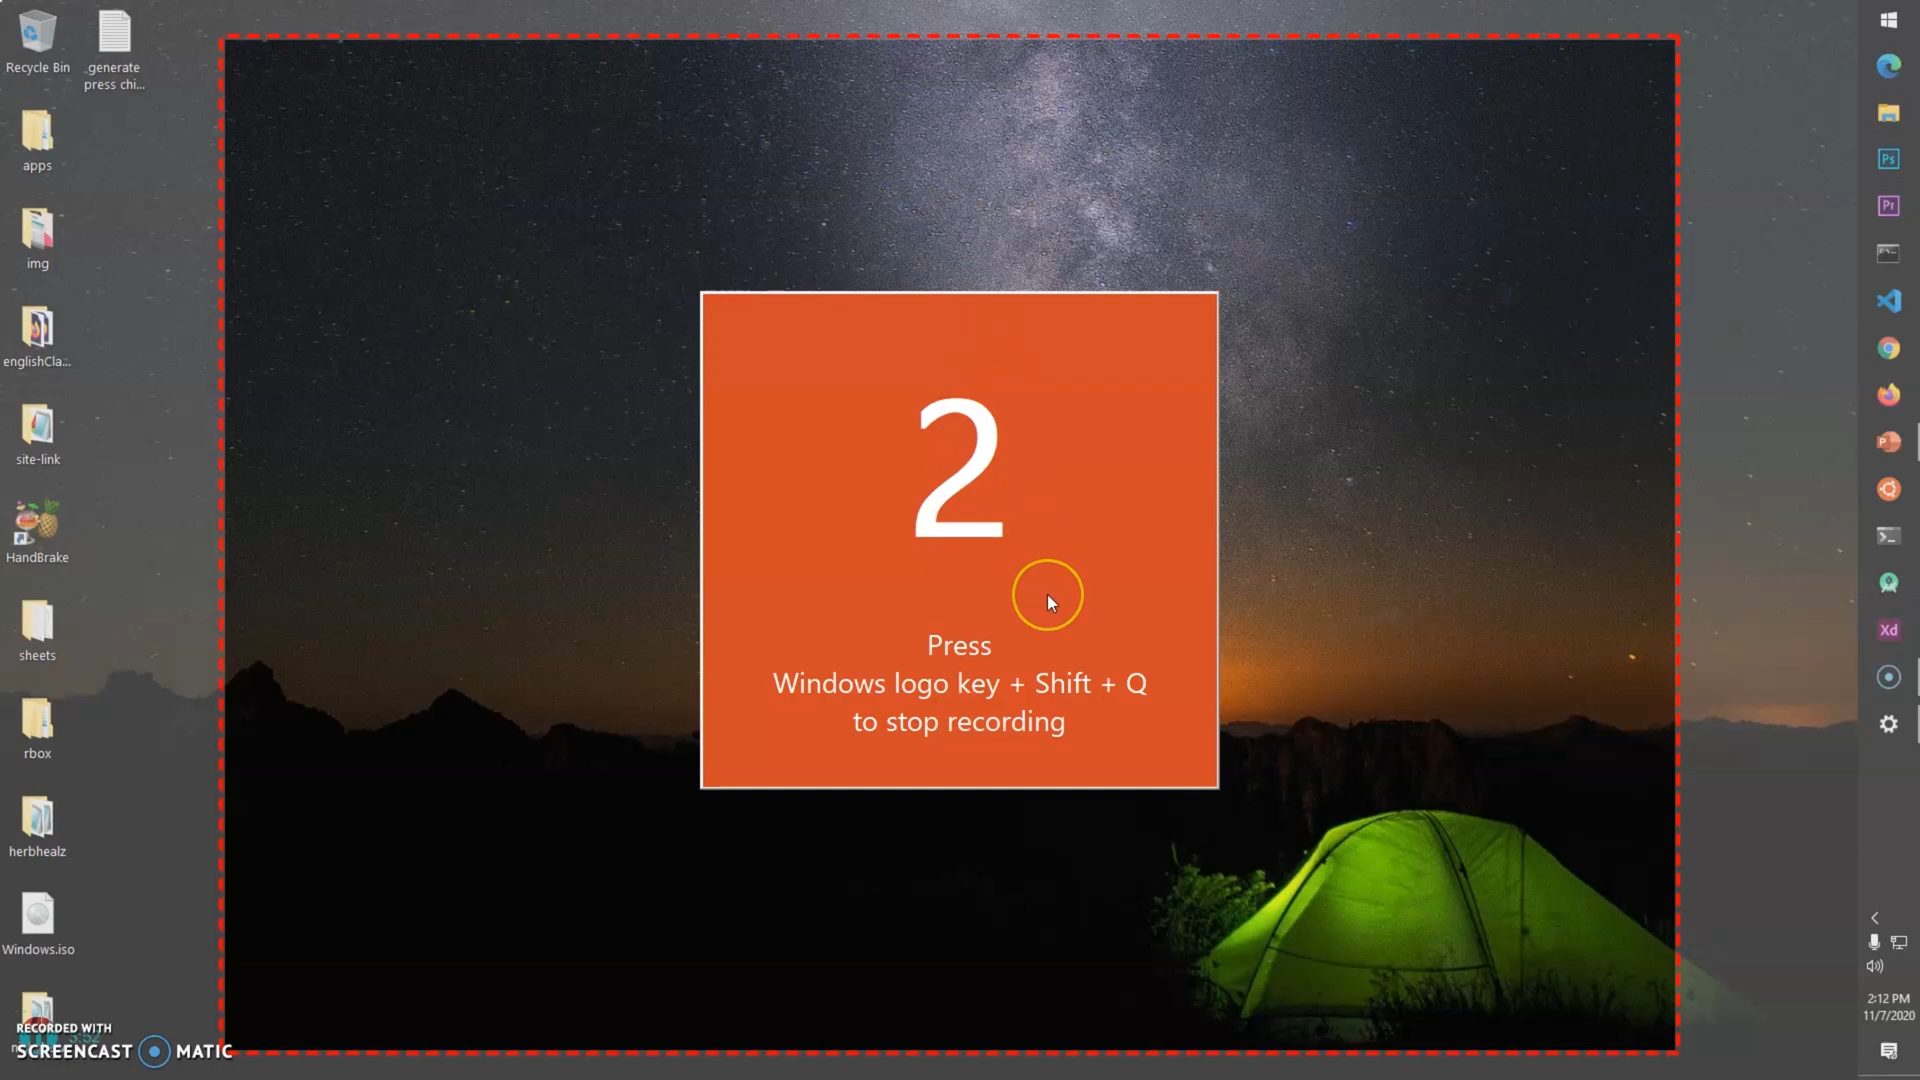 Recycle Bin
_generate
press chi...
apps
img
englishCla...
site-link
HandBrake
sheets
rbox
herbhealz
Windows.iso
2
Press
Windows logo key + Shift + Q
to stop recording
Ps
Pr
P
Xd
2:12 PM
11/7/2020
RECORDED WITH
SCREENCAST MATIC